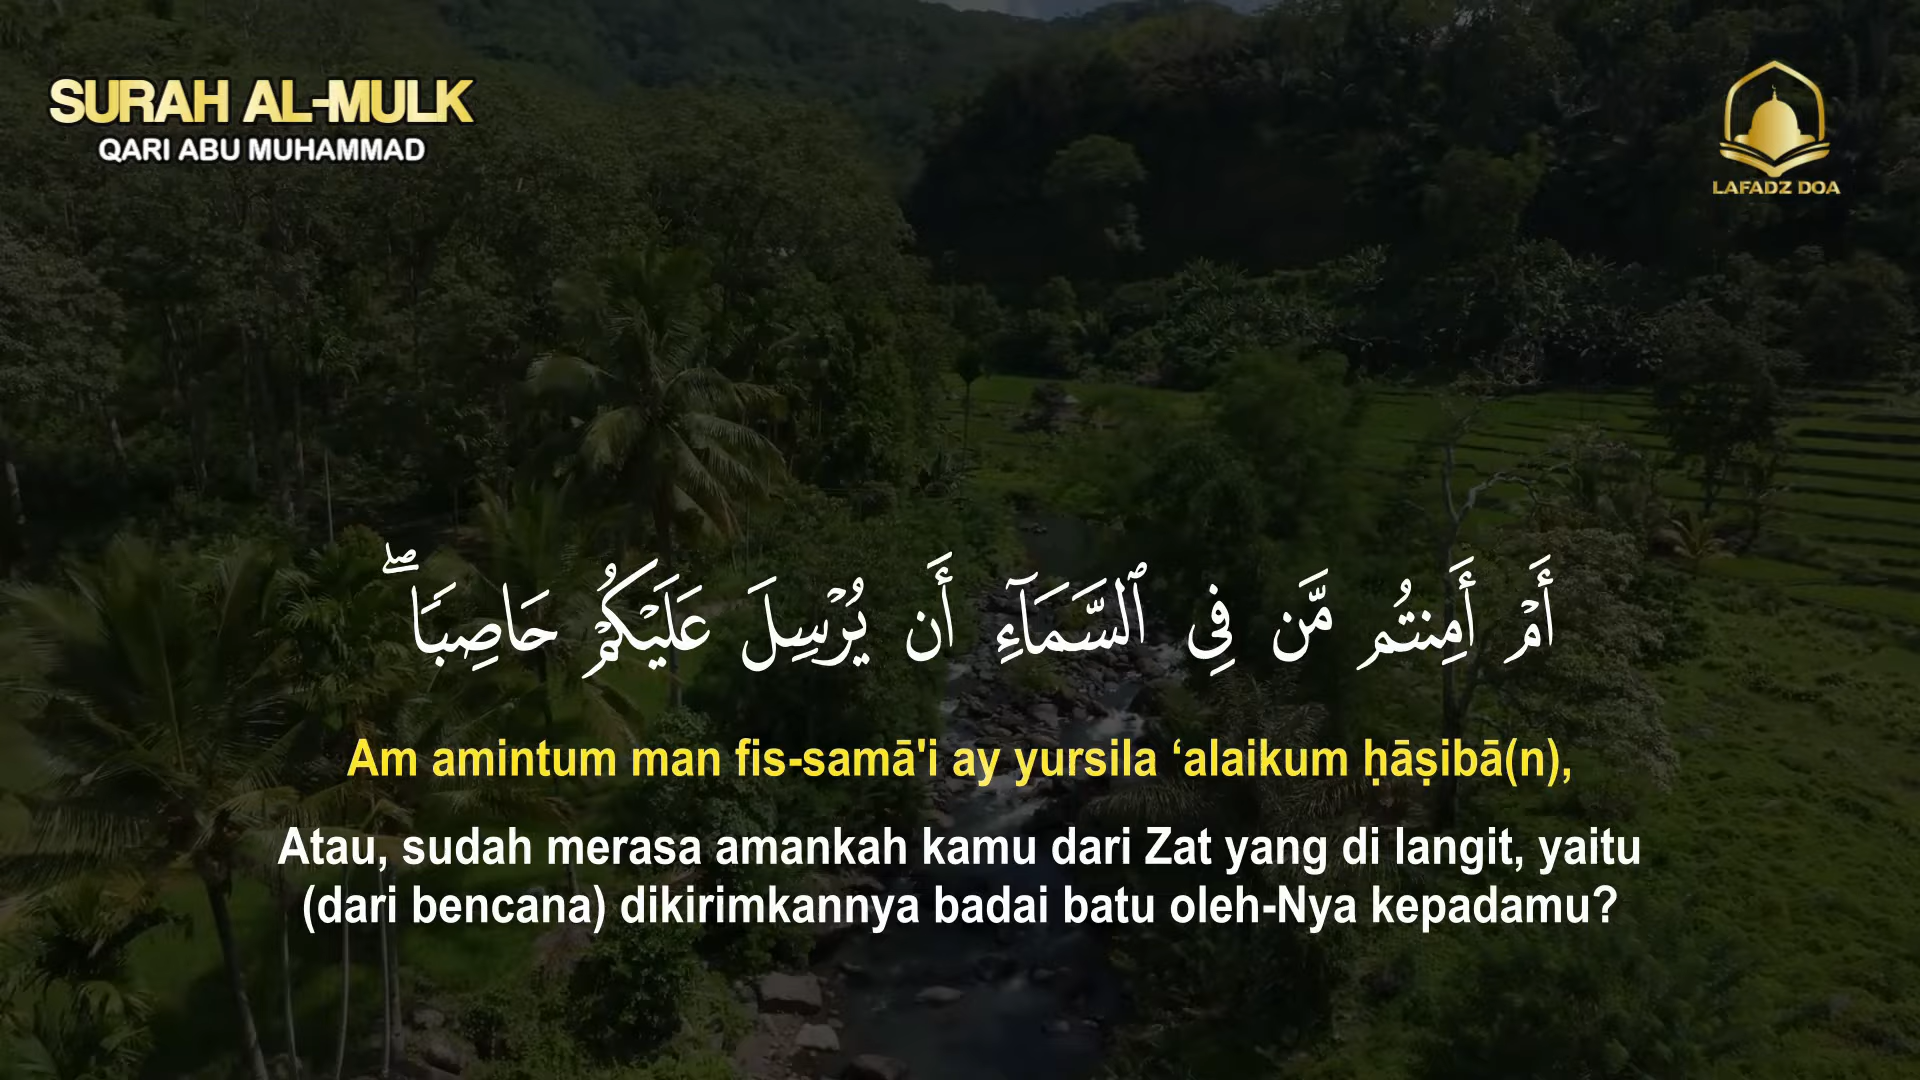 SURAH AL-MULK
QARI ABU MUHAMMAD
LAFADZ DOA
أَمْ أَمِنتُم مَّن فِى ٱلسَّمَآءِ أَن يُرْسِلَ عَلَيْكُمْ حَاصِبًا ۖ
Am amintum man fis-samā'i ay yursila ‘alaikum ḥāṣibā(n),
Atau, sudah merasa amankah kamu dari Zat yang di langit, yaitu
(dari bencana) dikirimkannya badai batu oleh-Nya kepadamu?